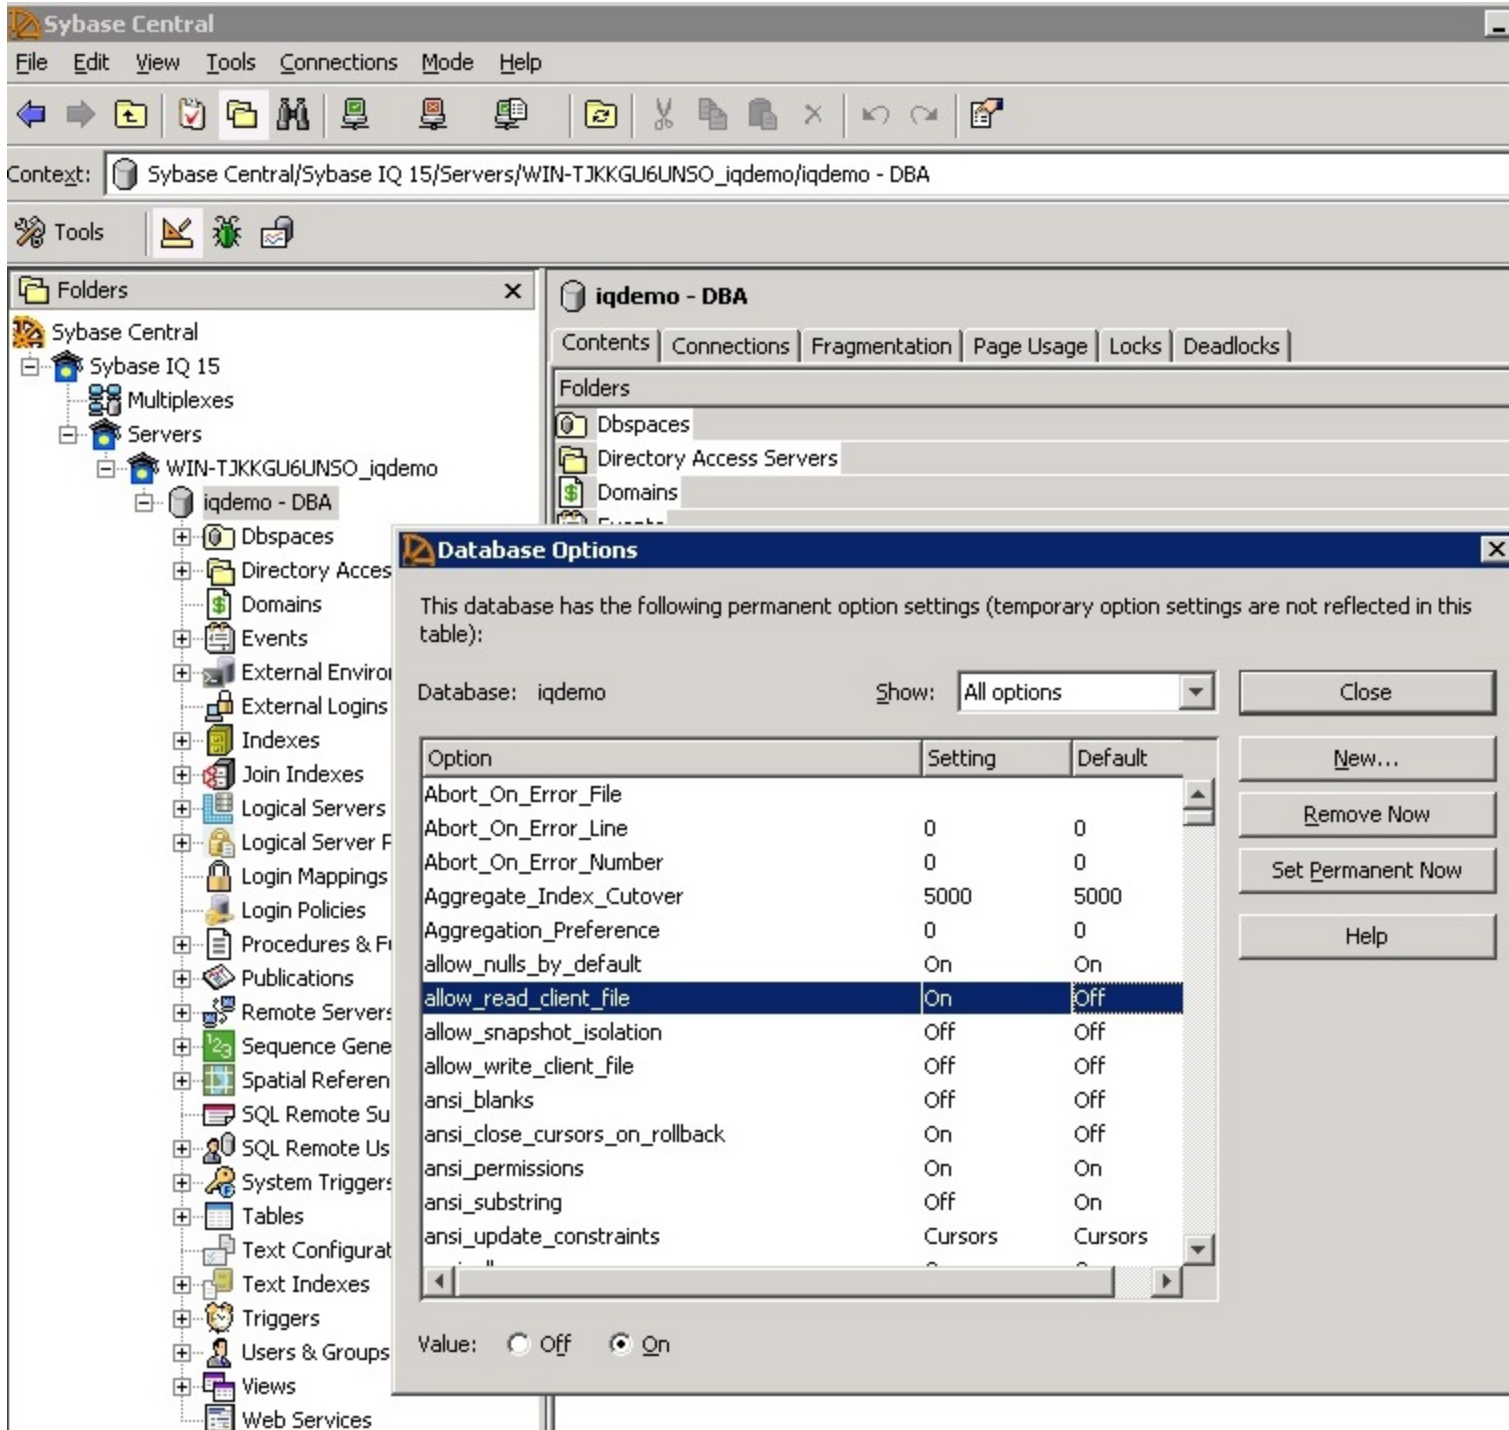 Sybase Central
File Edit View Tools Connections Mode Help
Context: Sybase Central/Sybase IQ 15/Servers/WIN-TJKKGU6UNSO_iqdemo/iqdemo - DBA
Tools
Folders
Sybase Central
Sybase IQ 15
Multiplexes
Servers
WIN-TJKKGU6UNSO_iqdemo
iqdemo - DBA
Dbspaces
Directory Acces
Domains
Events
External Enviro
External Logins
Indexes
Join Indexes
Logical Servers
Logical Server P
Login Mappings
Login Policies
Procedures & F
Publications
Remote Servers
Sequence Gene
Spatial Referen
SQL Remote Su
SQL Remote Us
System Triggers
Tables
Text Configurat
Text Indexes
Triggers
Users & Groups
Views
Web Services
iqdemo - DBA
Contents Connections Fragmentation Page Usage Locks Deadlocks
Folders
Dbspaces
Directory Access Servers
Domains
Events
Database Options
This database has the following permanent option settings (temporary option settings are not reflected in this
table):
Database: iqdemo Show: All options Close
Option Setting Default
Abort_On_Error_File
Abort_On_Error_Line 0 0
Abort_On_Error_Number 0 0
Aggregate_Index_Cutover 5000 5000
Aggregation_Preference 0 0
allow_nulls_by_default On On
allow_read_client_file On Off
allow_snapshot_isolation Off Off
allow_write_client_file Off Off
ansi_blanks Off Off
ansi_close_cursors_on_rollback On Off
ansi_permissions On On
ansi_substring Off On
ansi_update_constraints Cursors Cursors
New...
Remove Now
Set Permanent Now
Help
Value: Off On